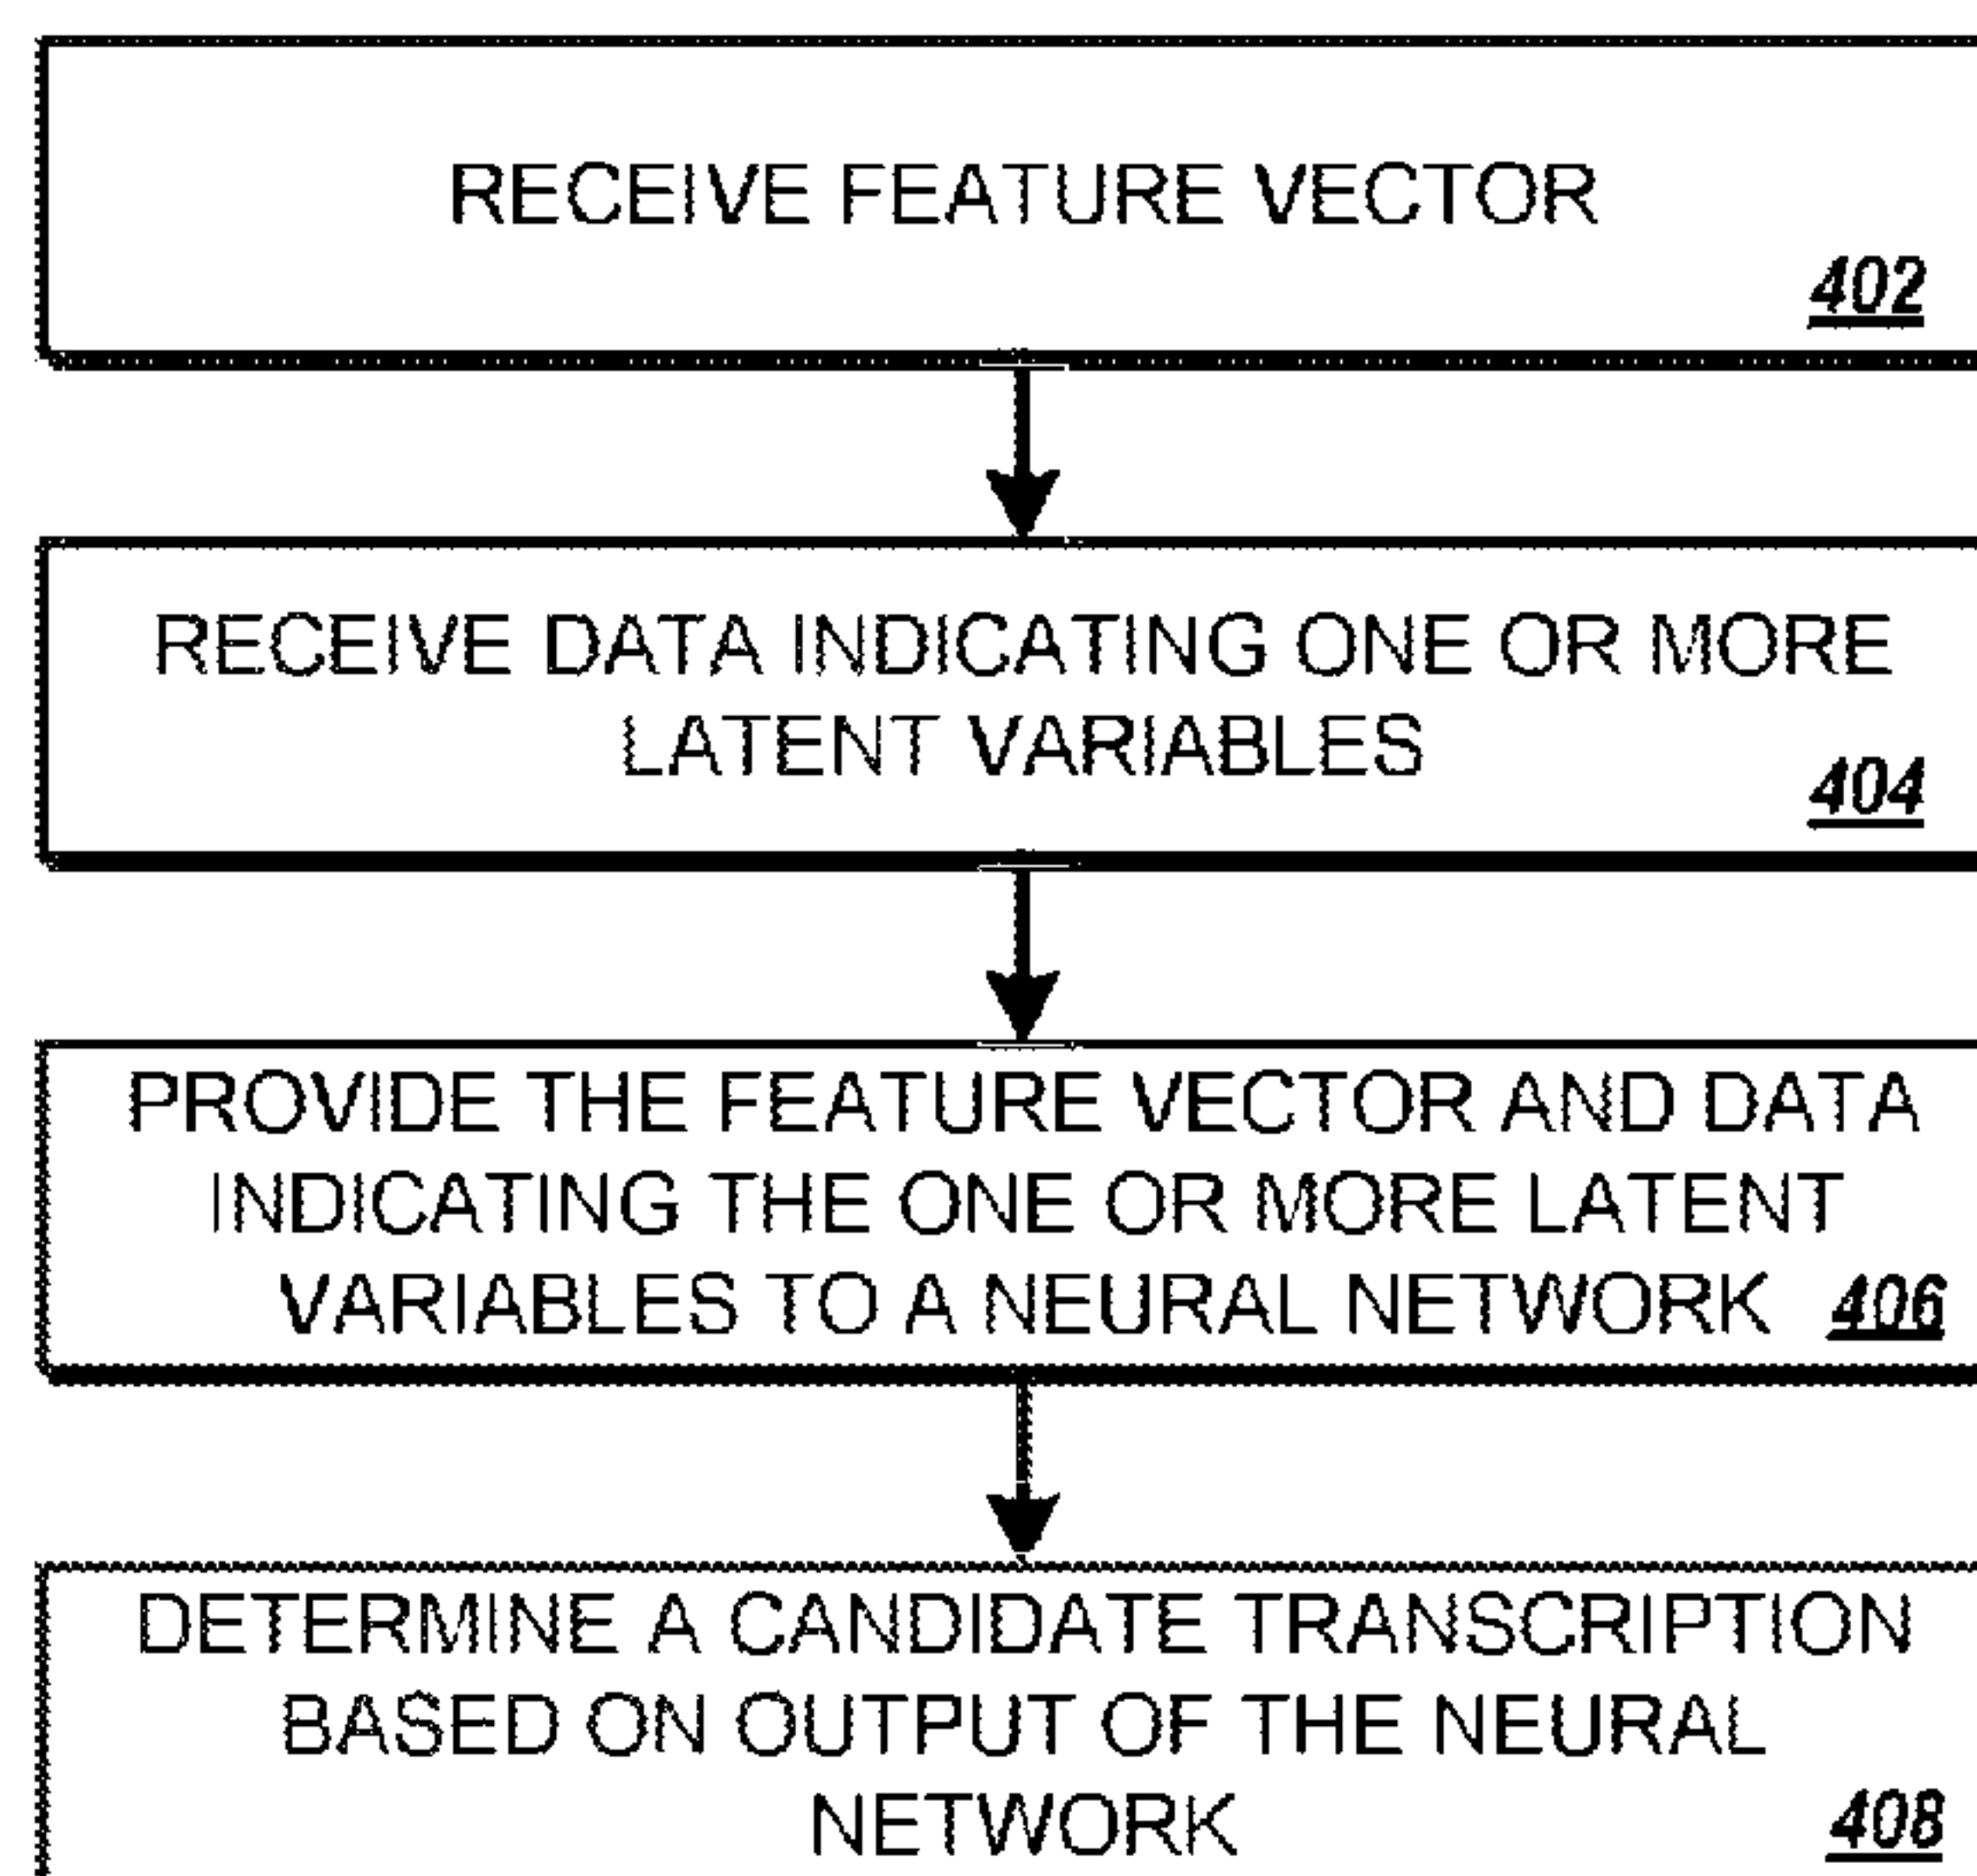 RECEIVE FEATURE VECTOR
402
RECEIVE DATA INDICATING ONE OR MORE
LATENT VARIABLES
404
PROVIDE THE FEATURE VECTOR AND DATA
INDICATING THE ONE OR MORE LATENT
VARIABLES TO A NEURAL NETWORK 406
DETERMINE A CANDIDATE TRANSCRIPTION
BASED ON OUTPUT OF THE NEURAL
NETWORK 408